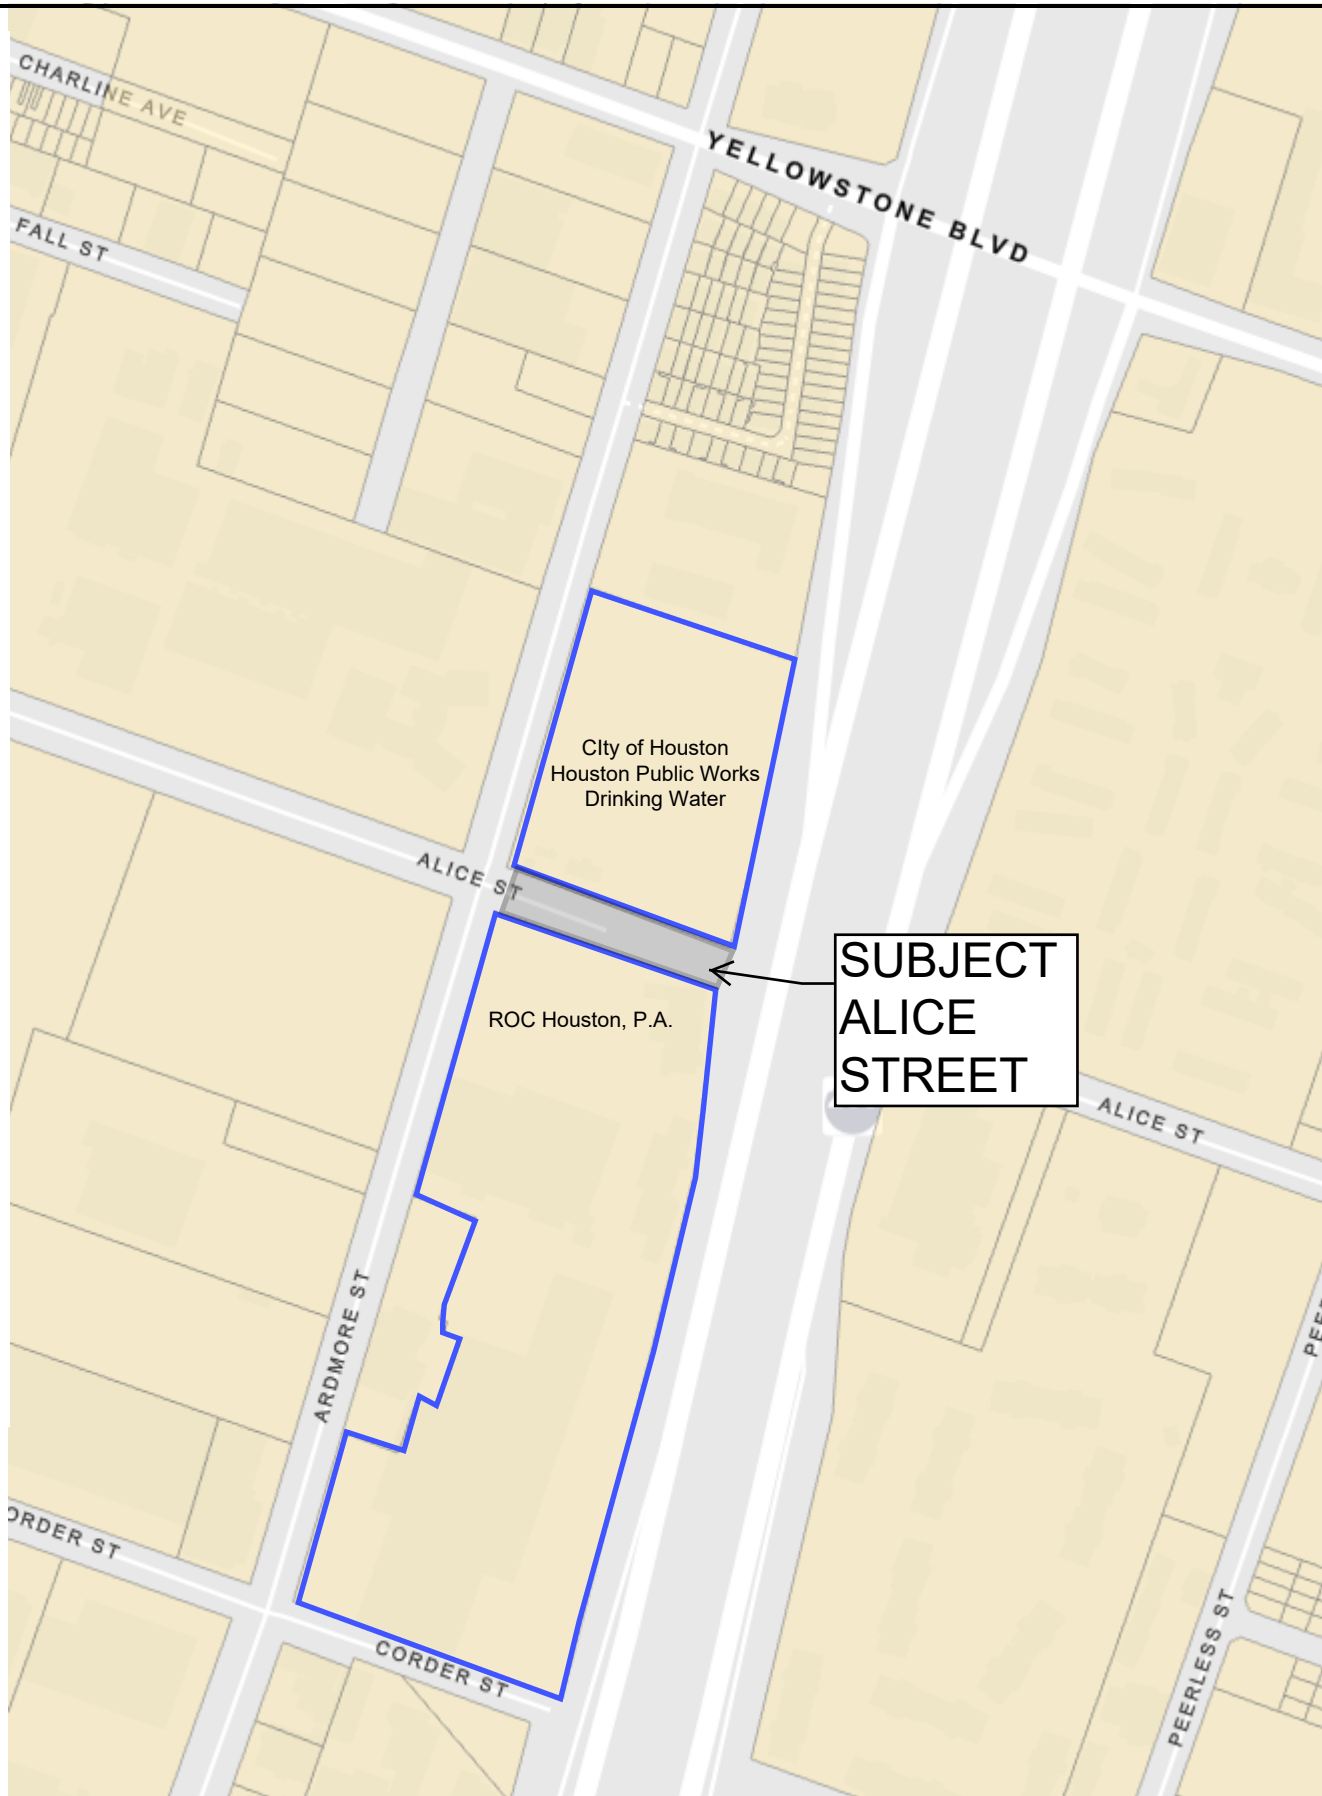 CHARLINE AVE
YELLOWSTONE BLVD
FALL ST
CIty of Houston
Houston Public Works
Drinking Water
ALICE ST
SUBJECT
ALICE
STREET
ROC Houston, P.A.
ALICE ST
ARDMORE ST
ORDER ST
CORDER ST
PEERLESS ST